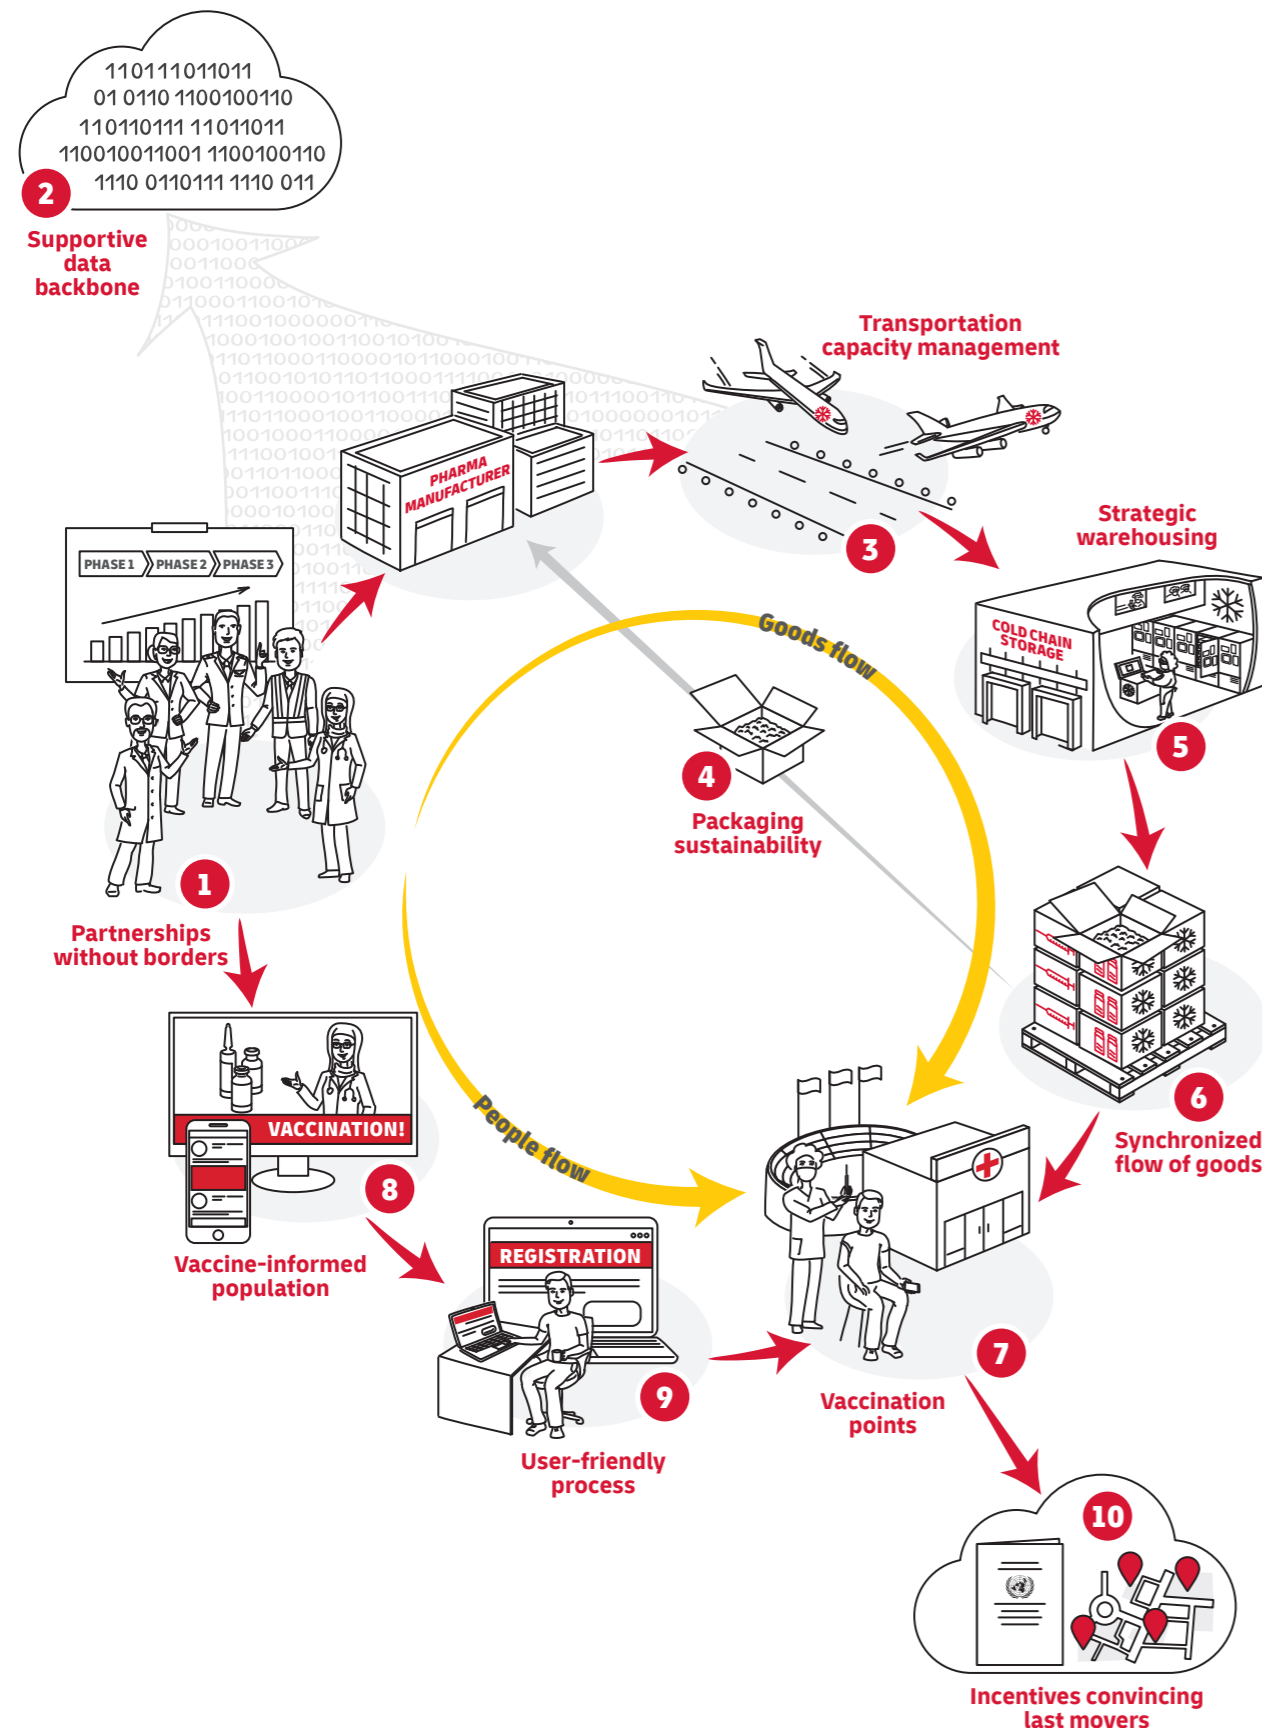 110111011011
01 0110 1100100110
110110111 11011011
110010011001 1100100110
1110 0110111 1110 011
2
Supportive
data
backbone
Transportation
capacity management
PHARMA
MANUFACTURER
3
Strategic
warehousing
PHASE 1
PHASE 2
PHASE 3
COLD CHAIN
STORAGE
5
Goods flow
4
Packaging
sustainability
1
Partnerships
without borders
VACCINATION!
8
Vaccine-informed
population
People flow
6
Synchronized
flow of goods
REGISTRATION
9
User-friendly
process
7
Vaccination
points
10
Incentives convincing
last movers